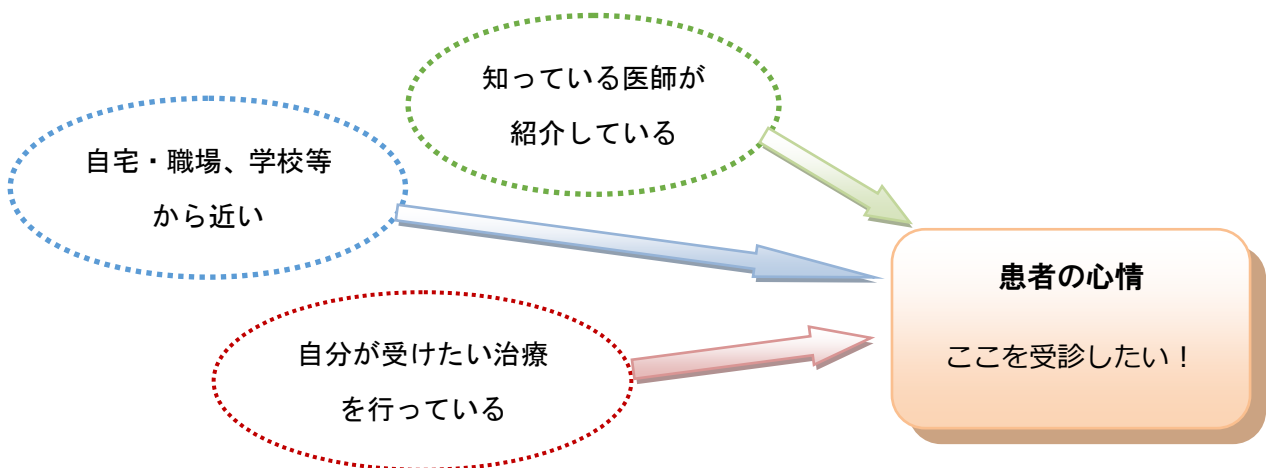 知っている医師が
紹介している
自宅・職場、学校等
から近い
自分が受けたい治療
を行っている
患者の心情
ここを受診したい！